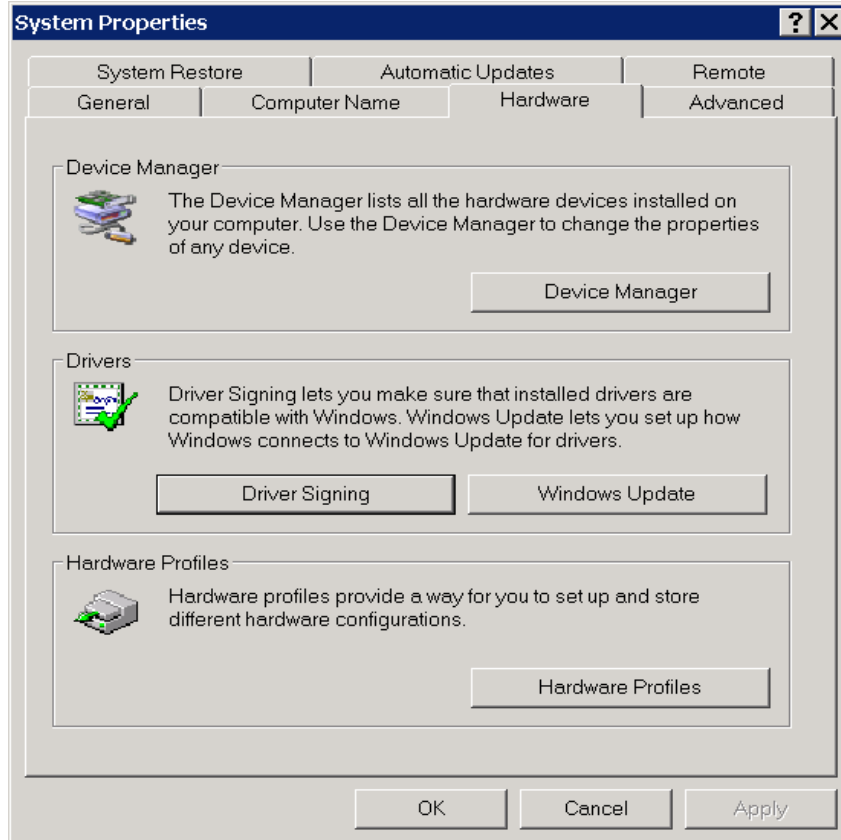 System Properties
System Restore Automatic Updates Remote
General Computer Name Hardware Advanced
Device Manager
The Device Manager lists all the hardware devices installed on
your computer. Use the Device Manager to change the properties
of any device.
Device Manager
Drivers
Driver Signing lets you make sure that installed drivers are
compatible with Windows. Windows Update lets you set up how
Windows connects to Windows Update for drivers.
Driver Signing Windows Update
Hardware Profiles
Hardware profiles provide a way for you to set up and store
different hardware configurations.
Hardware Profiles
OK Cancel Apply